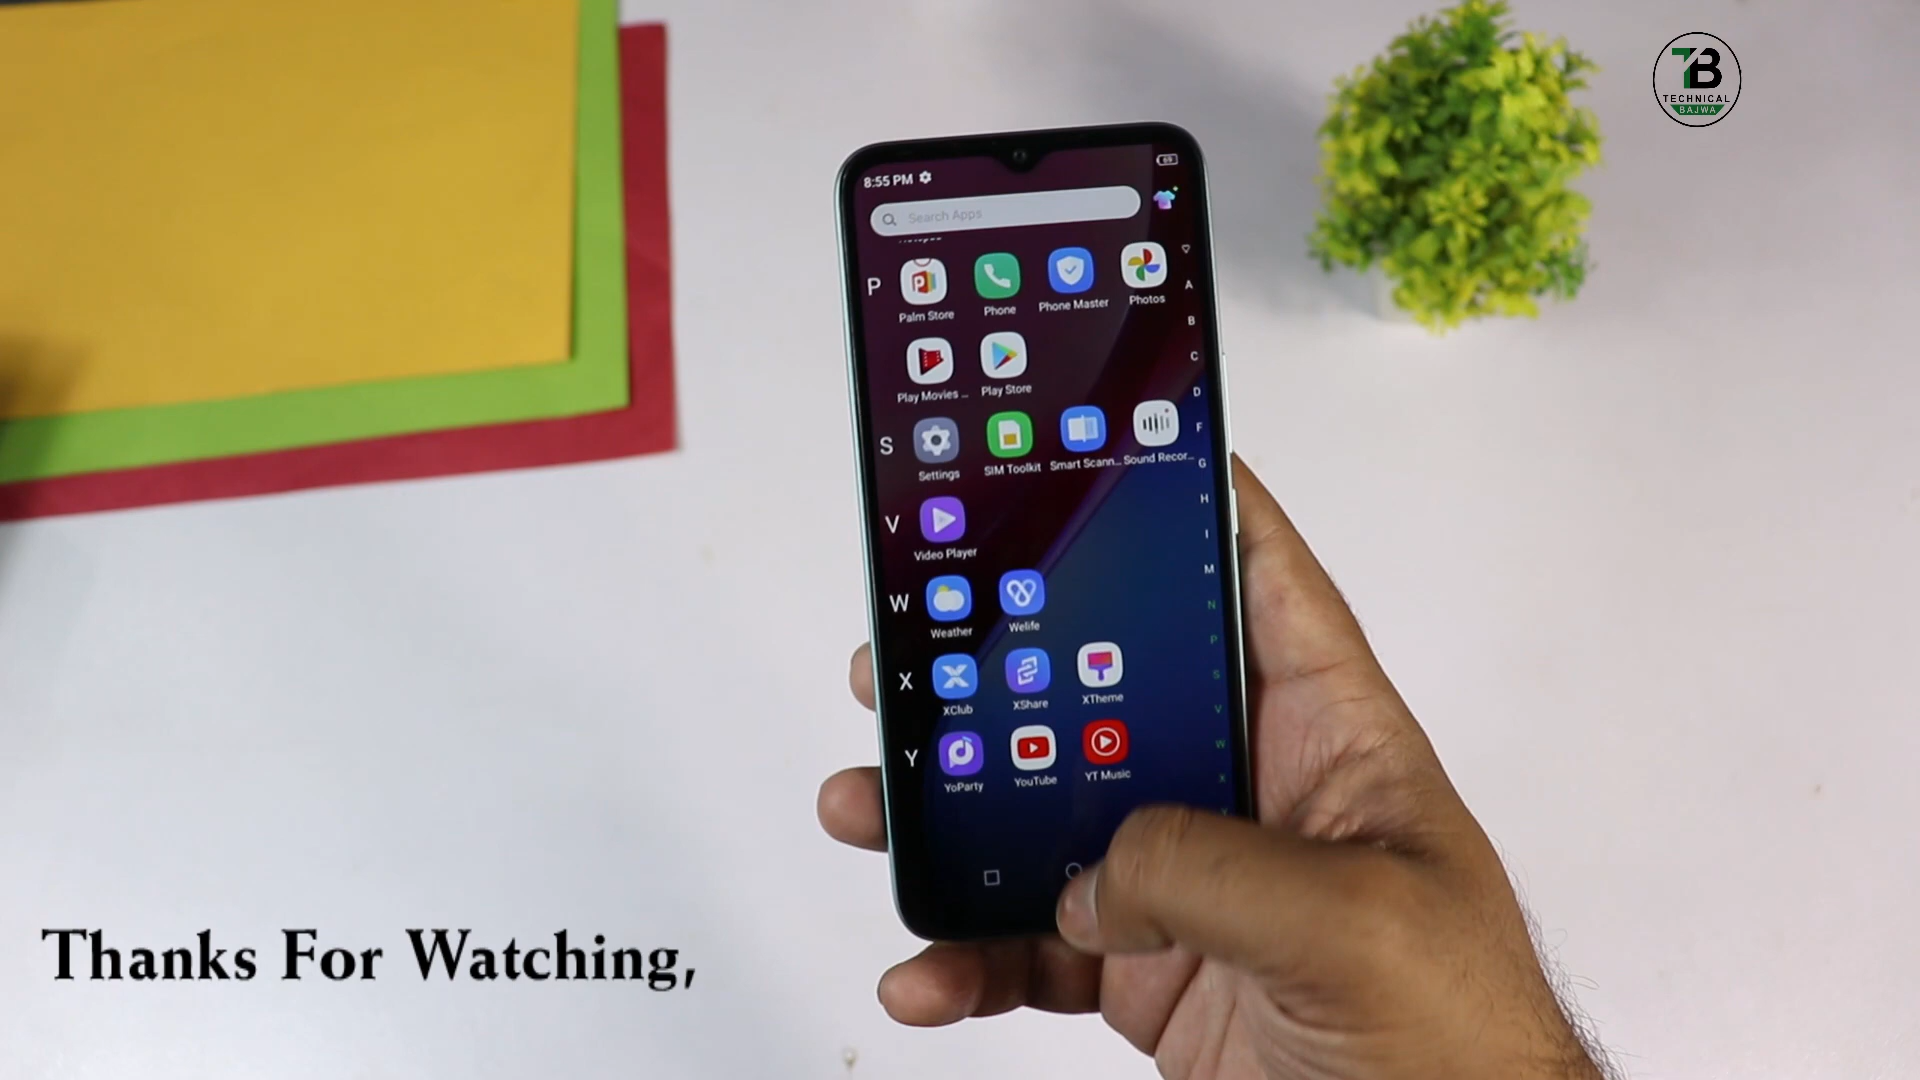 TB
TECHNICAL
BAJWA
8:55 PM
69
Search Apps
P
Palm Store
Phone
Phone Master
Photos
Play Movies ...
Play Store
S
Settings
SIM Toolkit
Smart Scann...
Sound Recor...
V
Video Player
W
Weather
Welife
X
XClub
XShare
XTheme
Y
YoParty
YouTube
YT Music
A
B
C
D
F
G
H
I
M
N
P
S
V
W
X
Y
Thanks For Watching,